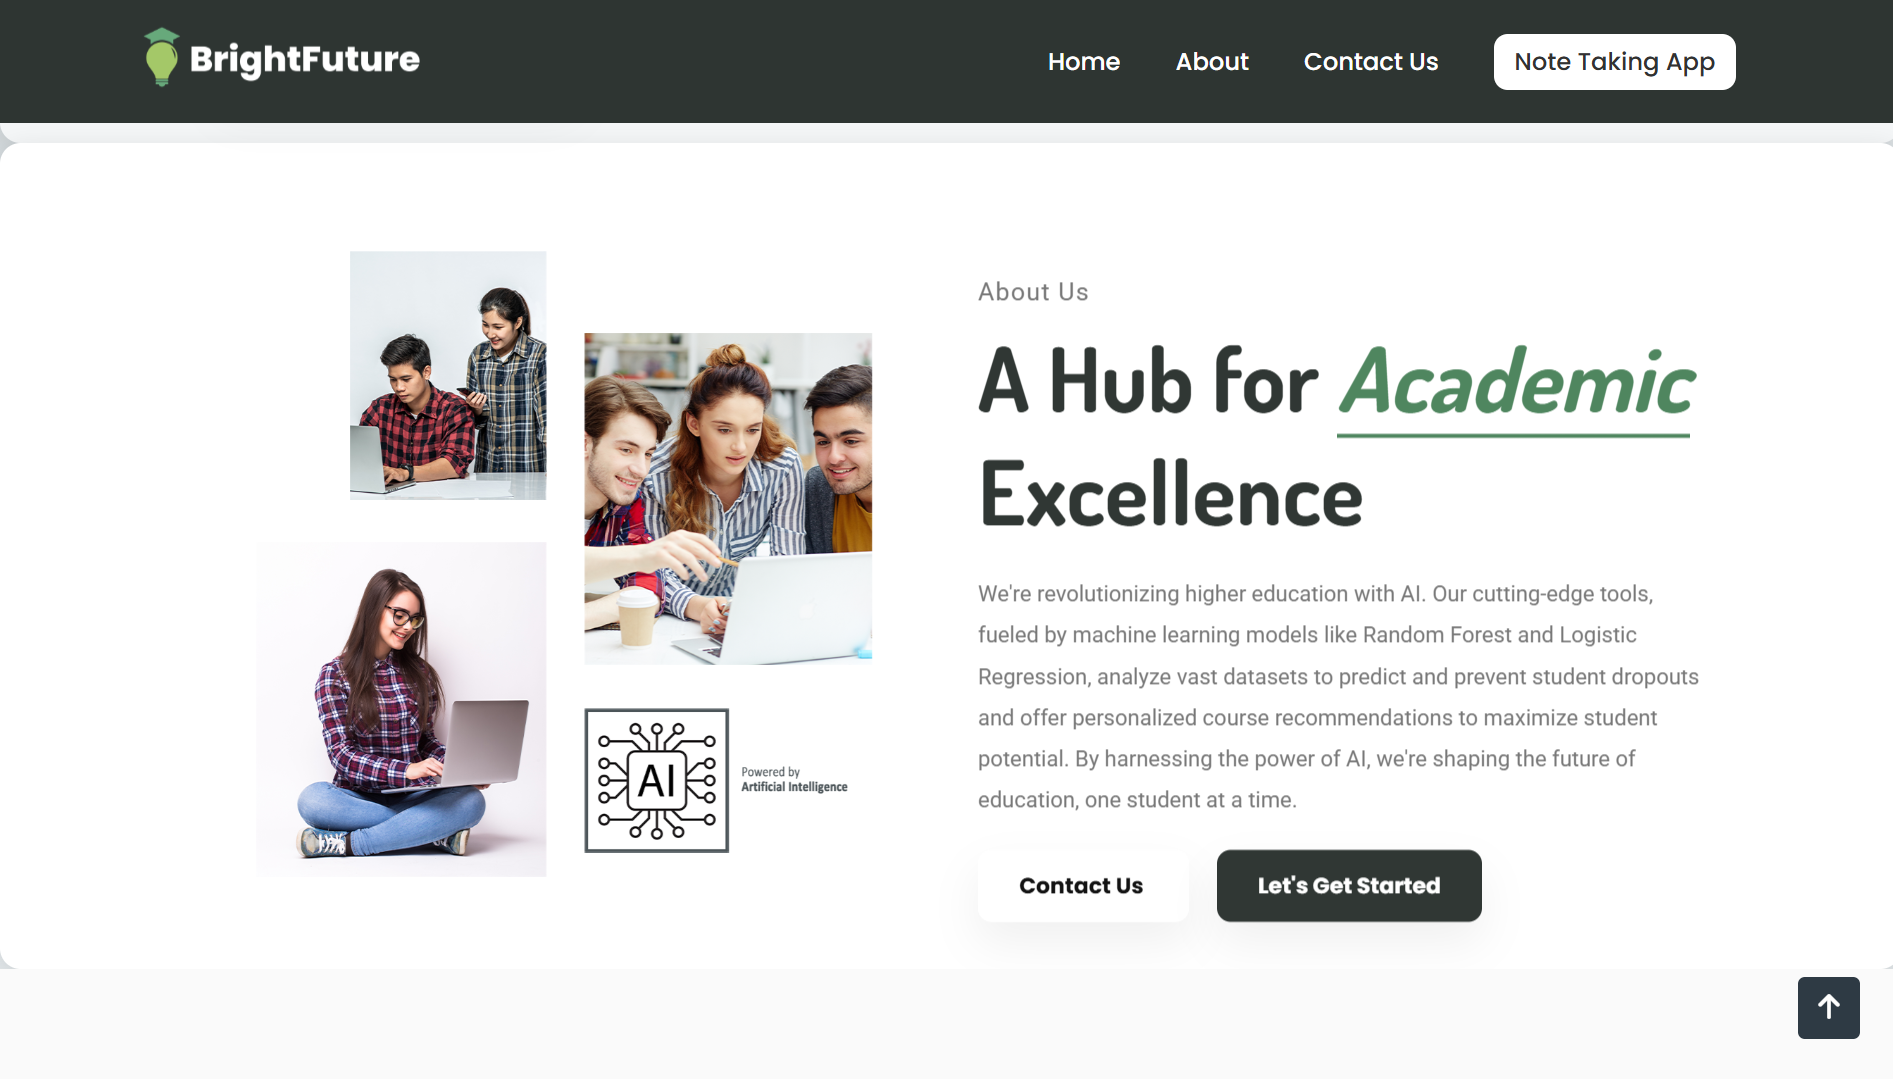 BrightFuture
Home
About
Contact Us
Note Taking App
About Us
A Hub for Academic
Excellence
We're revolutionizing higher education with AI. Our cutting-edge tools,
fueled by machine learning models like Random Forest and Logistic
Regression, analyze vast datasets to predict and prevent student dropouts
and offer personalized course recommendations to maximize student
potential. By harnessing the power of AI, we're shaping the future of
education, one student at a time.
AI
Powered by
Artificial Intelligence
Contact Us
Let's Get Started